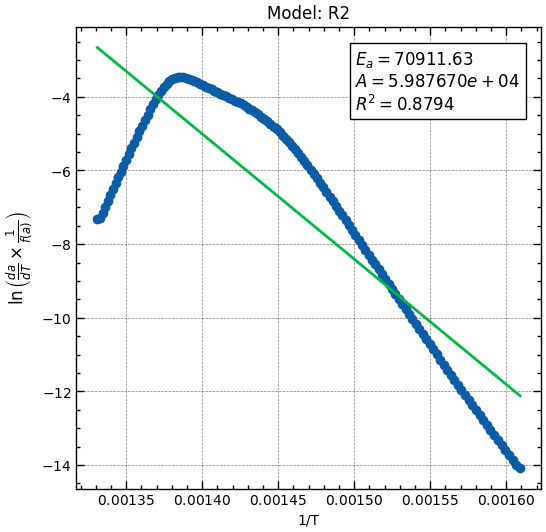 Model: R2
E_a = 70911.63
A = 5.987670e + 04
R^2 = 0.8794
ln(da/dT × 1/f(a))
−4
−6
−8
−10
−12
−14
0.00135 0.00140 0.00145 0.00150 0.00155 0.00160
1/T